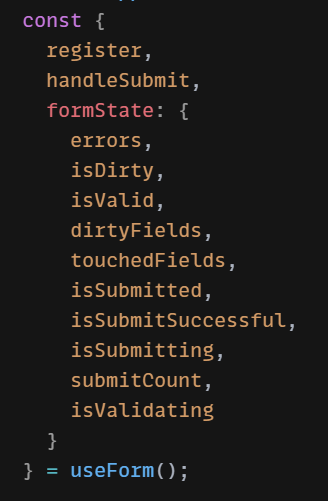 const {
  register,
  handleSubmit,
  formState: {
    errors,
    isDirty,
    isValid,
    dirtyFields,
    touchedFields,
    isSubmitted,
    isSubmitSuccessful,
    isSubmitting,
    submitCount,
    isValidating
  }
} = useForm();